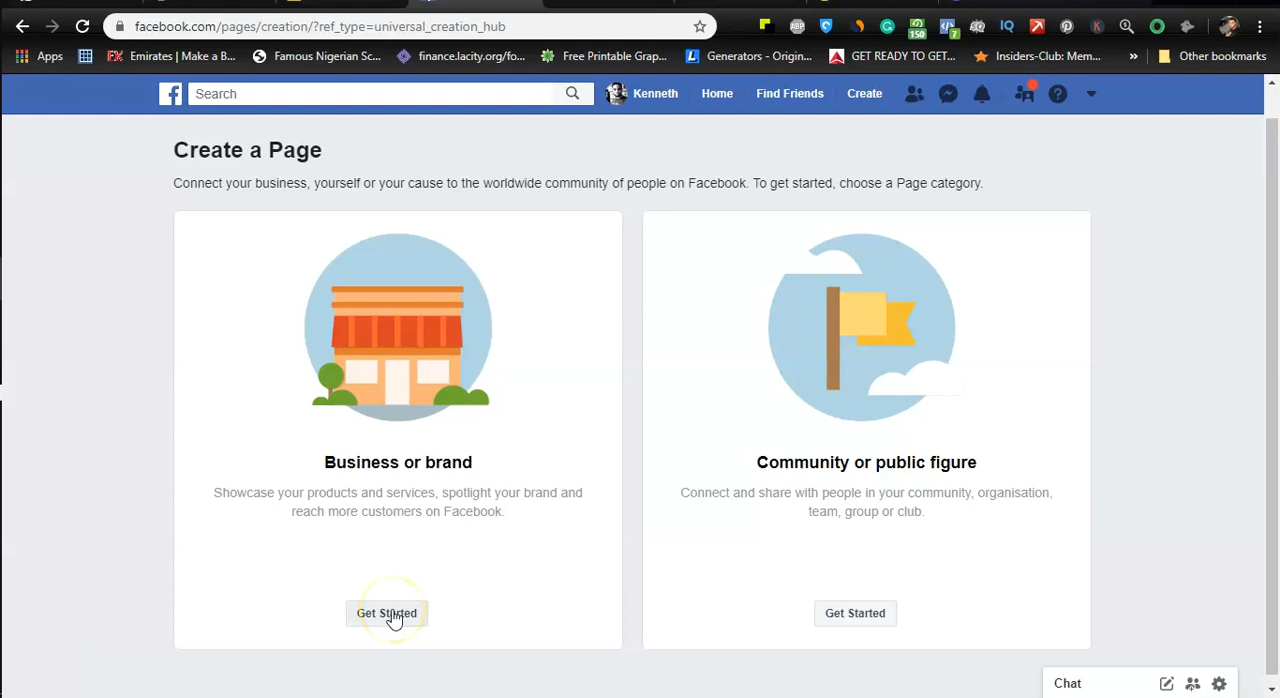 facebook.com/pages/creation/?ref_type=universal_creation_hub
ABP
150
7
IQ
K
Apps
FX Emirates | Make a B...
Famous Nigerian Sc...
finance.lacity.org/fo...
Free Printable Grap...
L Generators - Origin...
GET READY TO GET...
Insiders-Club: Mem...
»
Other bookmarks
f Search
Kenneth
Home
Find Friends
Create
Create a Page
Connect your business, yourself or your cause to the worldwide community of people on Facebook. To get started, choose a Page category.
Business or brand
Showcase your products and services, spotlight your brand and
reach more customers on Facebook.
Get Started
Community or public figure
Connect and share with people in your community, organisation,
team, group or club.
Get Started
Chat